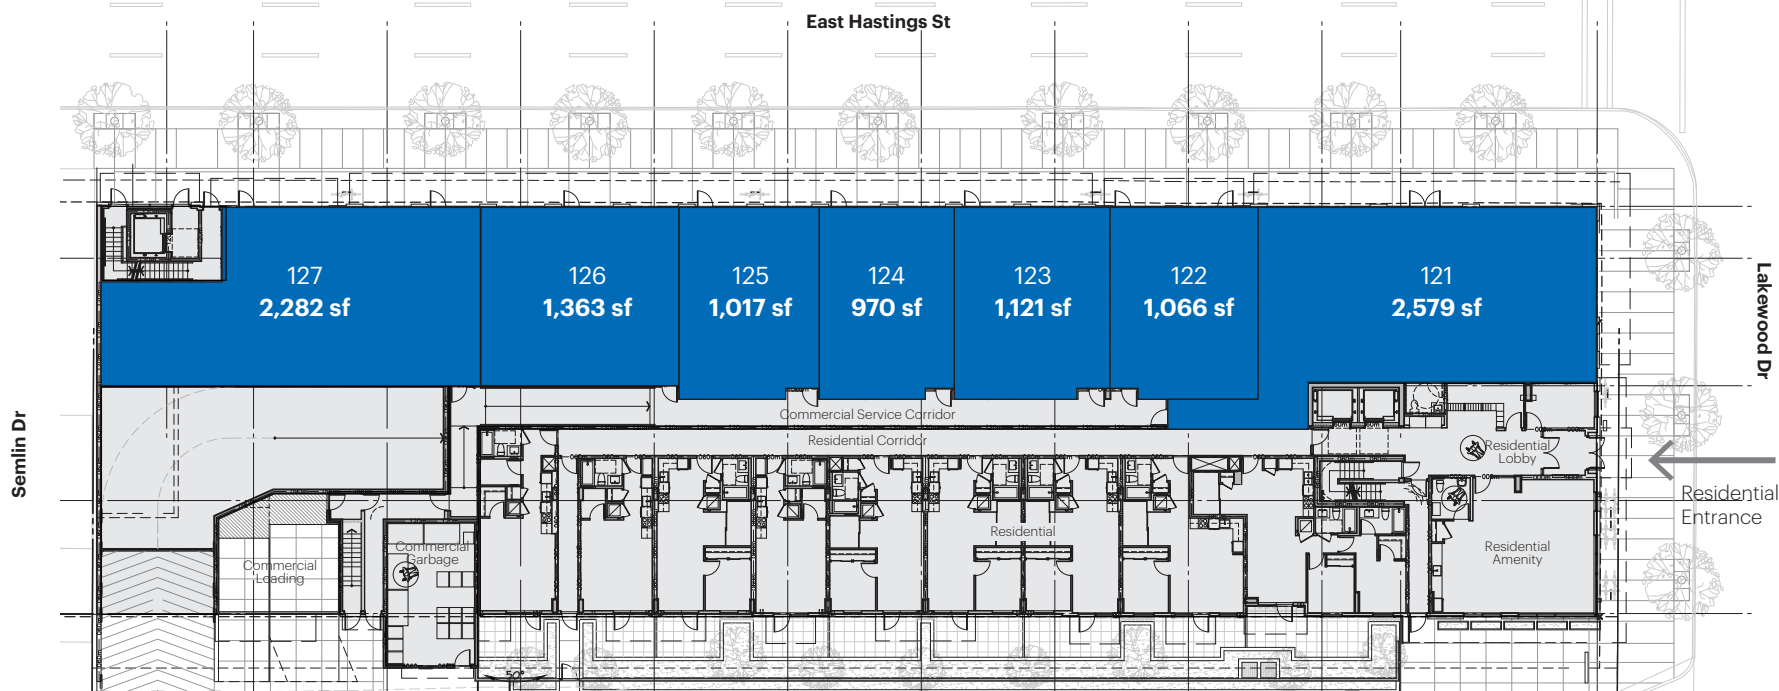 East Hastings St
127
2,282 sf
126
1,363 sf
125
1,017 sf
124
970 sf
123
1,121 sf
122
1,066 sf
121
2,579 sf
Lakewood Dr
Semlin Dr
Commercial Service Corridor
Residential Corridor
Residential
Lobby
Residential
Entrance
Residential
Commercial
Garbage
Commercial
Loading
Residential
Amenity
50°